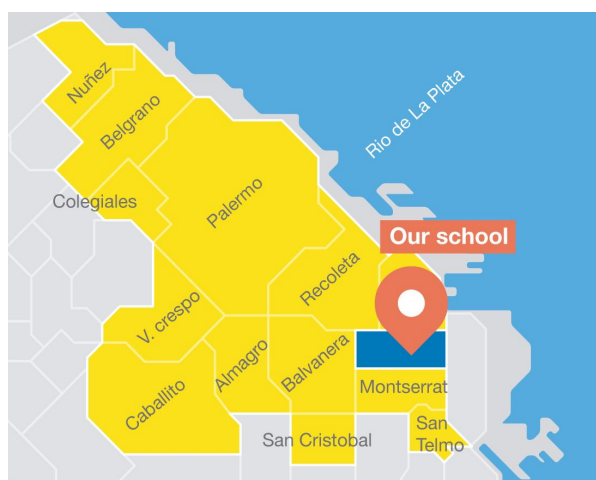 Nuñez
Belgrano
Rio de La Plata
Colegiales
Palermo
Our school
Recoleta
V. crespo
Almagro
Balvanera
Caballito
Montserrat
San Cristobal
San
Telmo